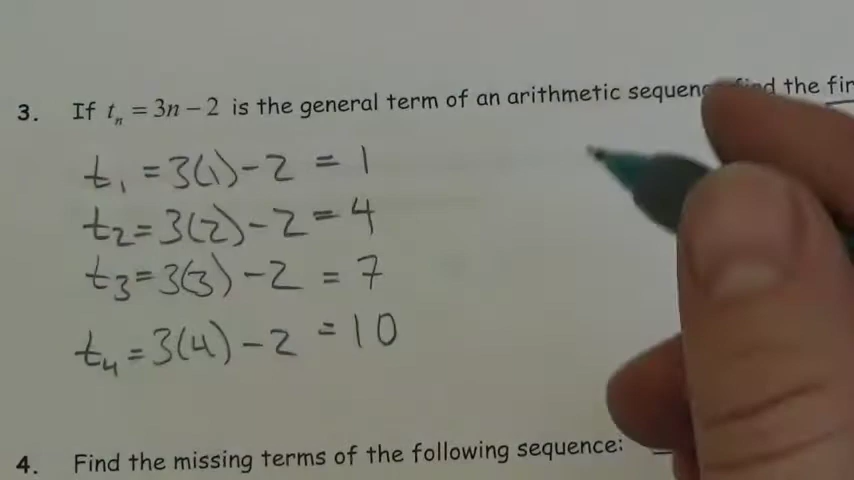 3. If tₙ = 3n - 2 is the general term of an arithmetic the
t₁ = 3(1) - 2 = 1
t₂ = 3(2) - 2 = 4
t₃ = 3(3) - 2 = 7
t₄ = 3(4) - 2 = 10
4. Find the missing terms of the following sequence: